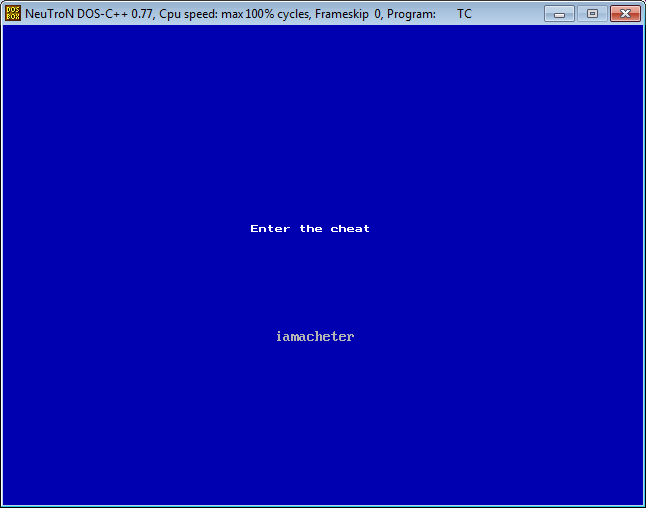 DOS
BOX
NeuTroN DOS-C++ 0.77, Cpu speed: max 100% cycles, Frameskip 0, Program: TC
Enter the cheat
iamacheter